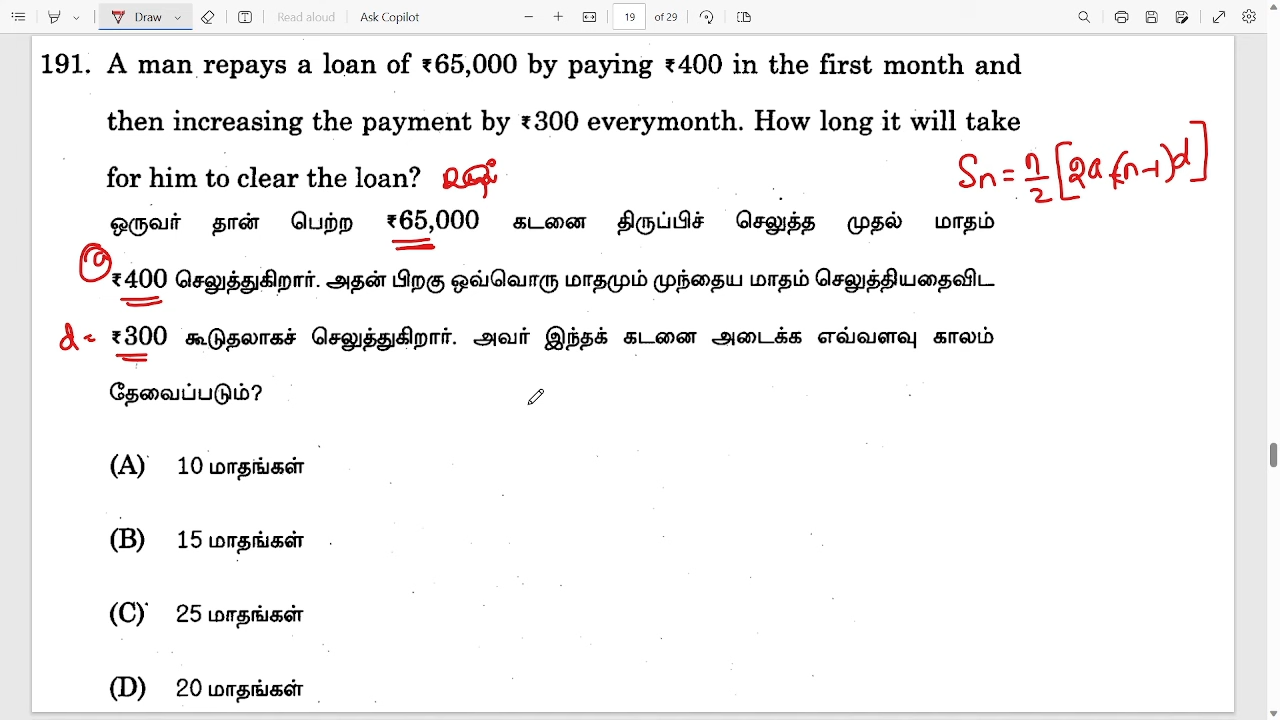 Draw
Read aloud
Ask Copilot
19
of 29
191. A man repays a loan of ₹65,000 by paying ₹400 in the first month and
then increasing the payment by ₹300 everymonth. How long it will take
for him to clear the loan?
Sn = n/2 [2a+(n-1)d]
ஒருவர் தான் பெற்ற ₹65,000 கடனை திருப்பிச் செலுத்த முதல் மாதம்
a
₹400 செலுத்துகிறார். அதன் பிறகு ஒவ்வொரு மாதமும் முந்தைய மாதம் செலுத்தியதைவிட
d = ₹300 கூடுதலாகச் செலுத்துகிறார். அவர் இந்தக் கடனை அடைக்க எவ்வளவு காலம்
தேவைப்படும்?
(A) 10 மாதங்கள்
(B) 15 மாதங்கள்
(C) 25 மாதங்கள்
(D) 20 மாதங்கள்